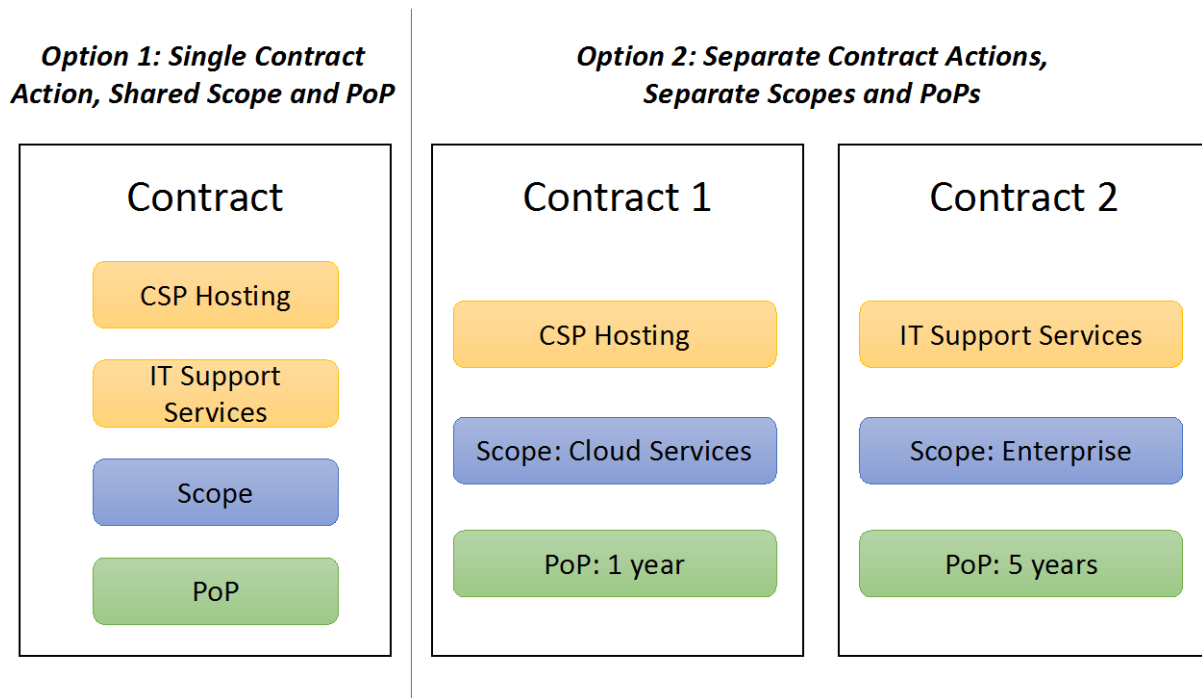 Option 1: Single Contract
Action, Shared Scope and PoP
Contract
CSP Hosting
IT Support
Services
Scope
PoP
Option 2: Separate Contract Actions,
Separate Scopes and PoPs
Contract 1
CSP Hosting
Scope: Cloud Services
PoP: 1 year
Contract 2
IT Support Services
Scope: Enterprise
PoP: 5 years